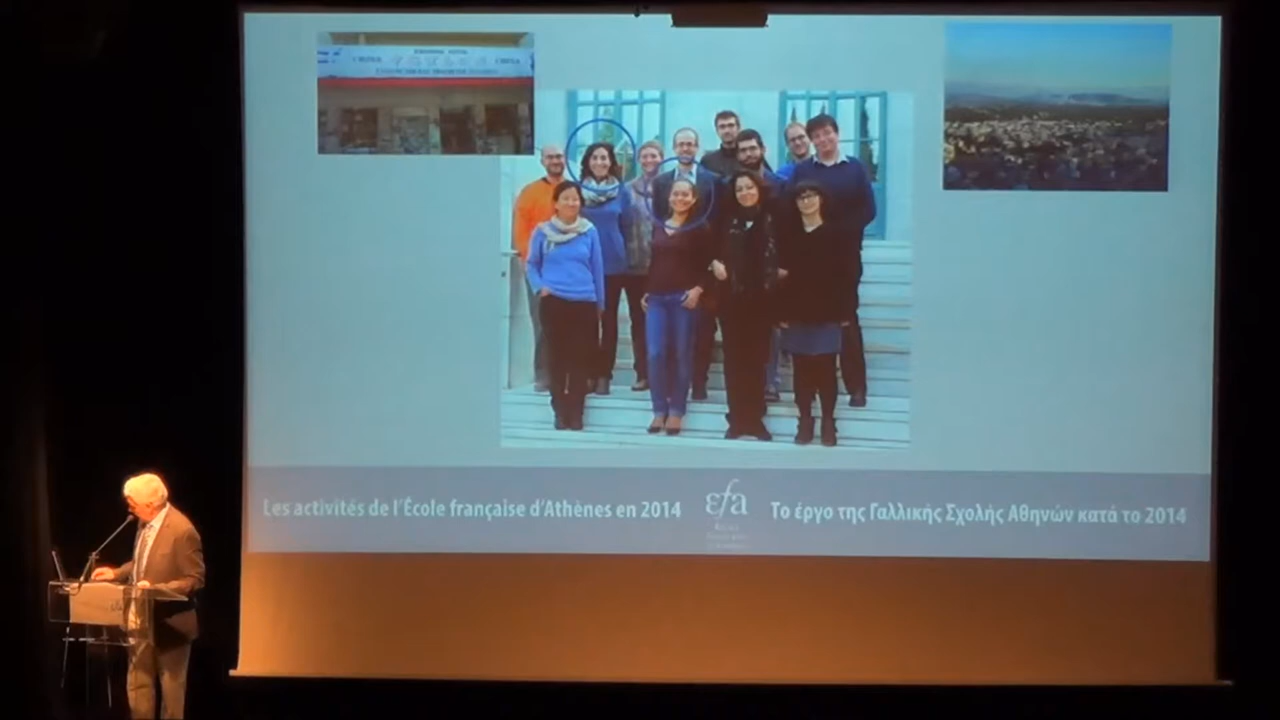 Les activités de l'École française d'Athènes en 2014
efa
Το έργο της Γαλλικής Σχολής Αθηνών κατά το 2014